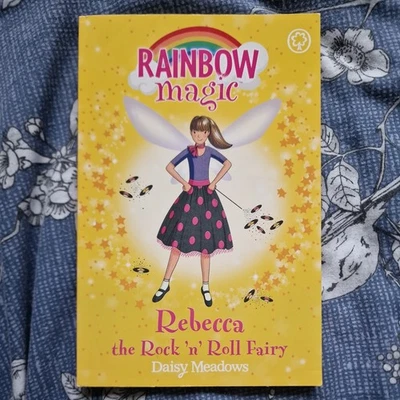 RAINBOW
magic
Rebecca
the Rock 'n' Roll Fairy
Daisy Meadows